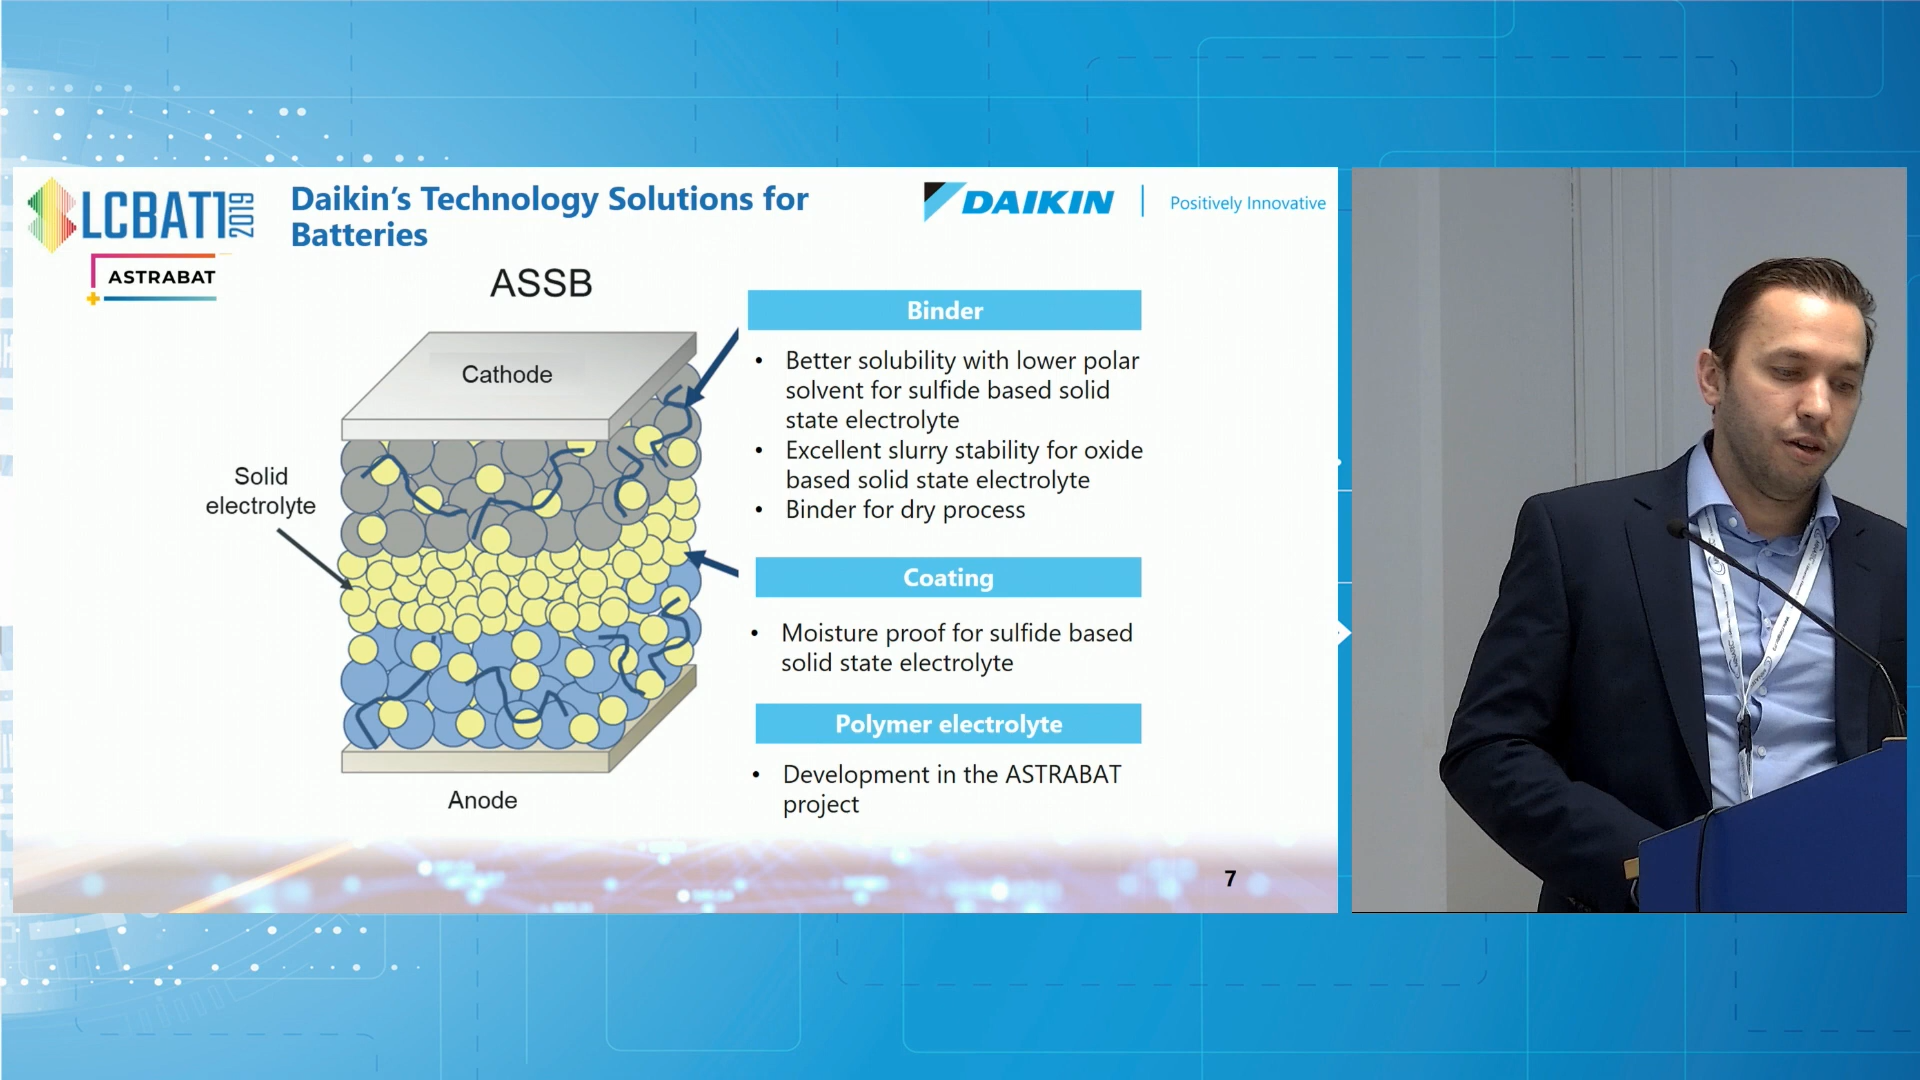 LCBAT1 2019
ASTRABAT
Daikin's Technology Solutions for
Batteries
DAIKIN
Positively Innovative
ASSB
Cathode
Solid
electrolyte
Anode
Binder
• Better solubility with lower polar
solvent for sulfide based solid
state electrolyte
• Excellent slurry stability for oxide
based solid state electrolyte
• Binder for dry process
Coating
• Moisture proof for sulfide based
solid state electrolyte
Polymer electrolyte
• Development in the ASTRABAT
project
7